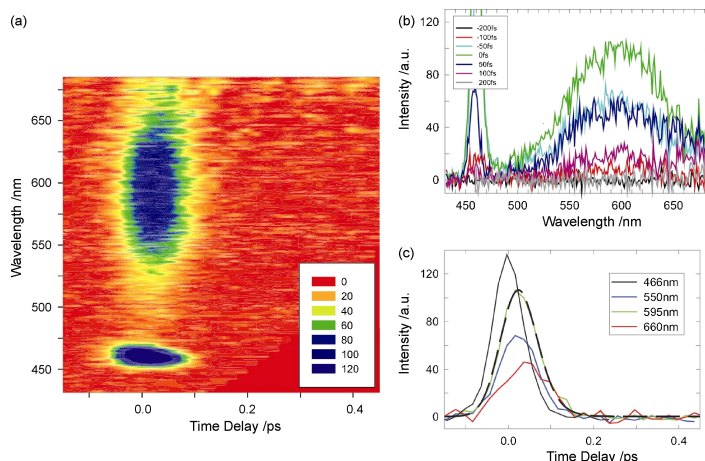 (a)
650
600
550
500
450
Wavelength /nm
0.0
0.2
0.4
Time Delay /ps
0
20
40
60
80
100
120
(b)
120
80
40
0
Intensity /a.u.
-200fs
-100fs
-50fs
0fs
50fs
100fs
200fs
450
500
550
600
650
Wavelength /nm
(c)
120
80
40
0
Intensity /a.u.
466nm
550nm
595nm
660nm
0.0
0.2
0.4
Time Delay /ps